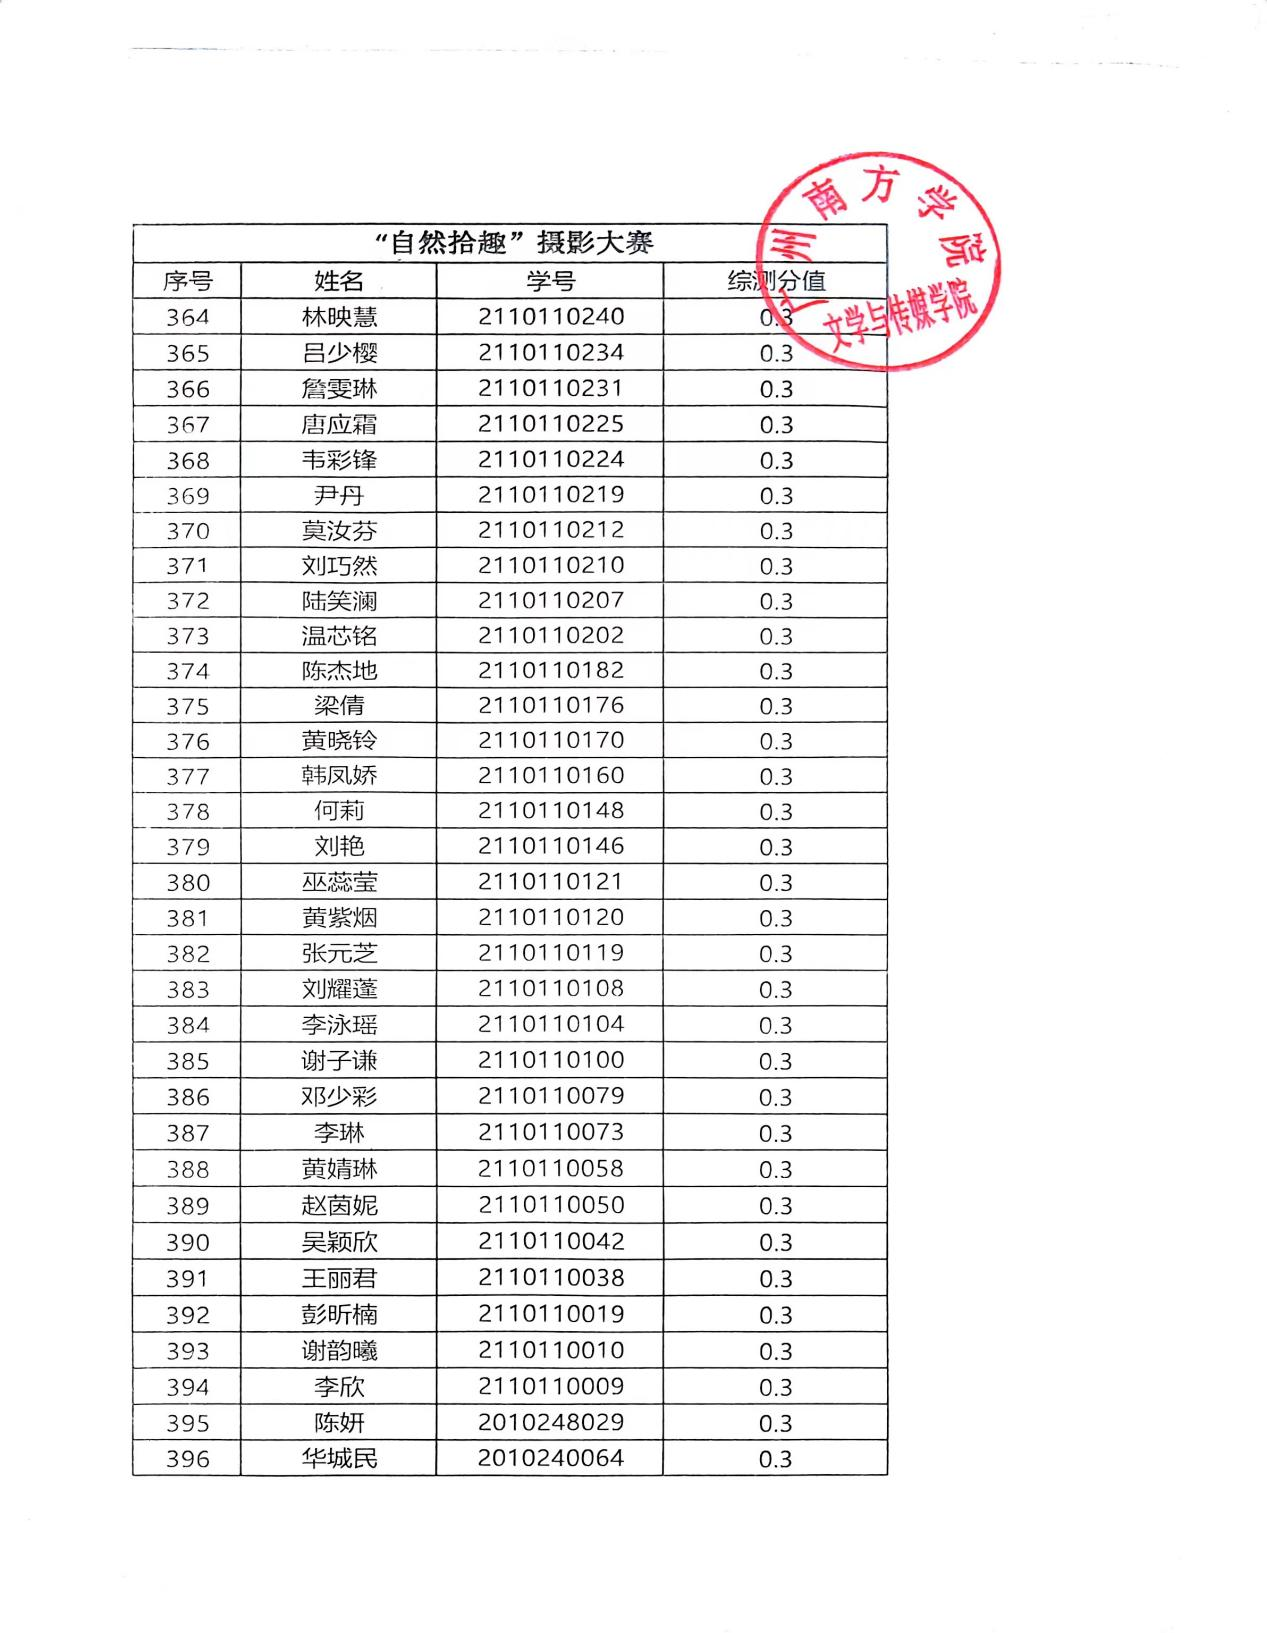 广州南方学院
文学与传媒学院
“自然拾趣”摄影大赛
序号 姓名 学号 综测分值
364 林映慧 2110110240 0.3
365 吕少樱 2110110234 0.3
366 詹雯琳 2110110231 0.3
367 唐应霜 2110110225 0.3
368 韦彩锋 2110110224 0.3
369 尹丹 2110110219 0.3
370 莫汝芬 2110110212 0.3
371 刘巧然 2110110210 0.3
372 陆笑澜 2110110207 0.3
373 温芯铭 2110110202 0.3
374 陈杰地 2110110182 0.3
375 梁倩 2110110176 0.3
376 黄晓铃 2110110170 0.3
377 韩凤娇 2110110160 0.3
378 何莉 2110110148 0.3
379 刘艳 2110110146 0.3
380 巫蕊莹 2110110121 0.3
381 黄紫烟 2110110120 0.3
382 张元芝 2110110119 0.3
383 刘耀蓬 2110110108 0.3
384 李泳瑶 2110110104 0.3
385 谢子谦 2110110100 0.3
386 邓少彩 2110110079 0.3
387 李琳 2110110073 0.3
388 黄婧琳 2110110058 0.3
389 赵茵妮 2110110050 0.3
390 吴颖欣 2110110042 0.3
391 王丽君 2110110038 0.3
392 彭昕楠 2110110019 0.3
393 谢韵曦 2110110010 0.3
394 李欣 2110110009 0.3
395 陈妍 2010248029 0.3
396 华城民 2010240064 0.3